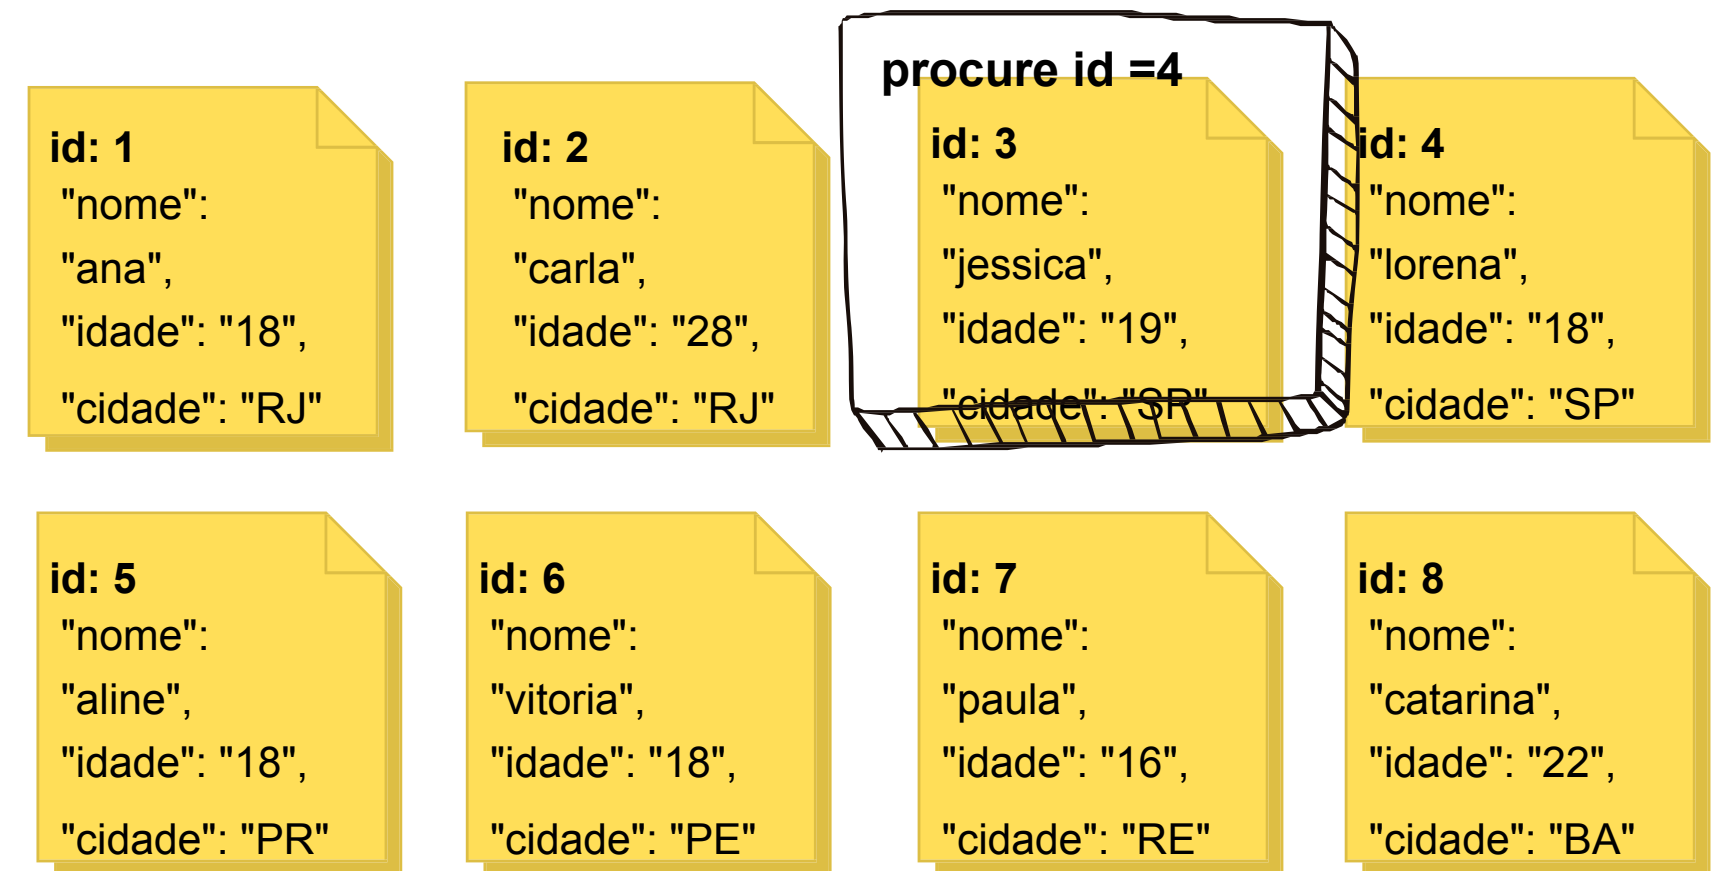 procure id =4
id: 1
"nome":
"ana",
"idade": "18",
"cidade": "RJ"
id: 2
"nome":
"carla",
"idade": "28",
"cidade": "RJ"
id: 3
"nome":
"jessica",
"idade": "19",
"cidade": "SP"
id: 4
"nome":
"lorena",
"idade": "18",
"cidade": "SP"
id: 5
"nome":
"aline",
"idade": "18",
"cidade": "PR"
id: 6
"nome":
"vitoria",
"idade": "18",
"cidade": "PE"
id: 7
"nome":
"paula",
"idade": "16",
"cidade": "RE"
id: 8
"nome":
"catarina",
"idade": "22",
"cidade": "BA"